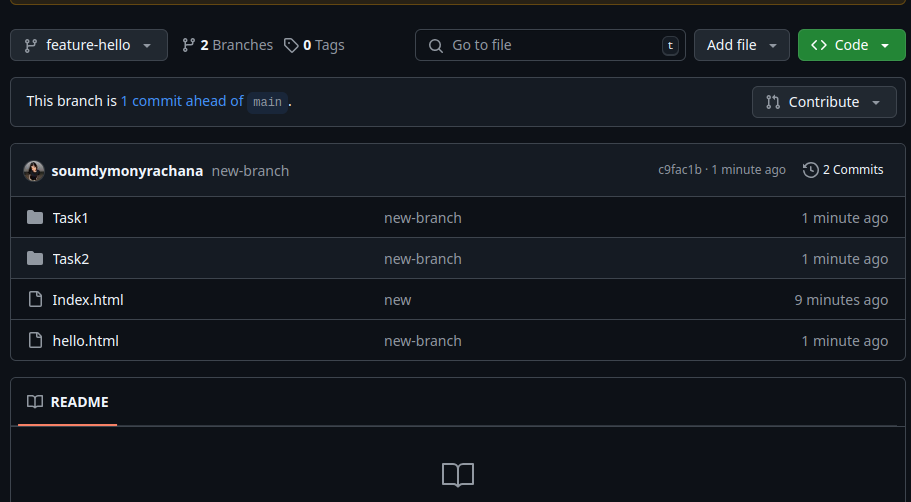 feature-hello 2 Branches 0 Tags Go to file t Add file Code
This branch is 1 commit ahead of main .
soumdymonyrachana new-branch c9fac1b · 1 minute ago 2 Commits
Task1 new-branch 1 minute ago
Task2 new-branch 1 minute ago
Index.html new 9 minutes ago
hello.html new-branch 1 minute ago
README